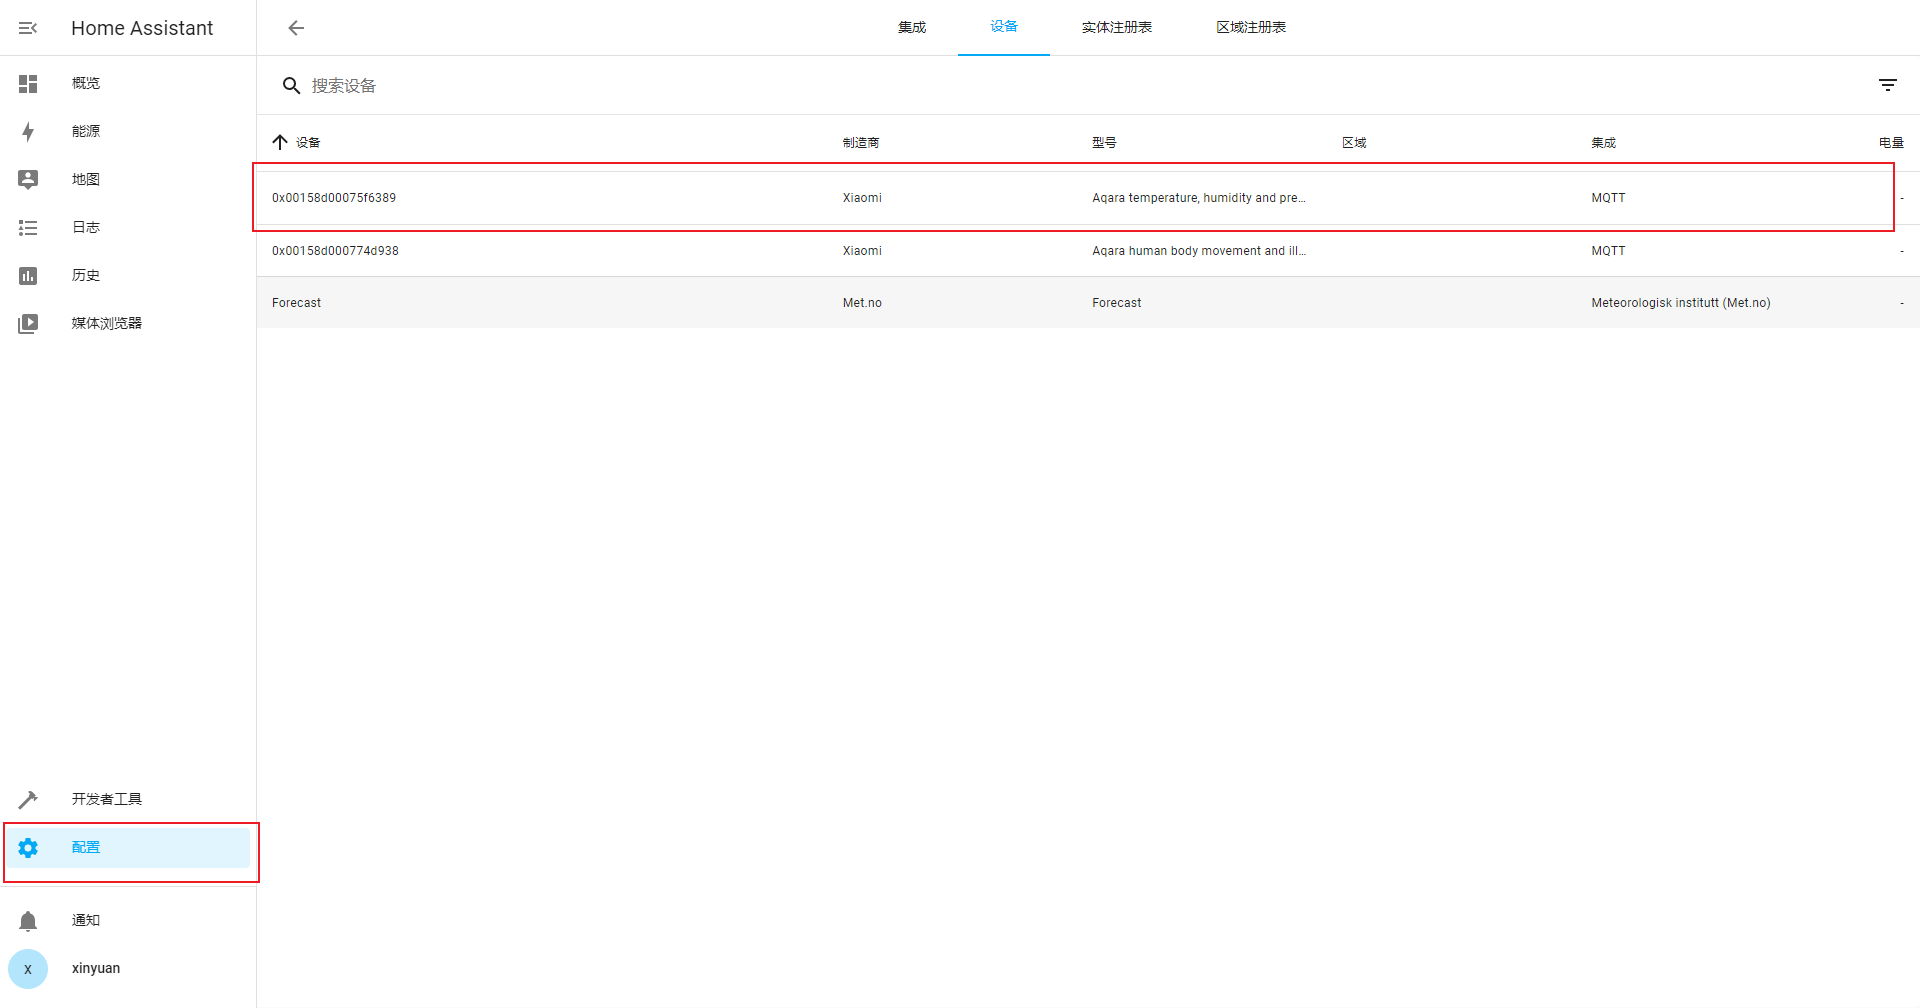 Home Assistant
概览
能源
地图
日志
历史
媒体浏览器
开发者工具
配置
通知
x
xinyuan
集成 设备 实体注册表 区域注册表
搜索设备
设备 制造商 型号 区域 集成 电量
0x00158d00075f6389 Xiaomi Aqara temperature, humidity and pre... MQTT -
0x00158d000774d938 Xiaomi Aqara human body movement and ill... MQTT -
Forecast Met.no Forecast Meteorologisk institutt (Met.no) -